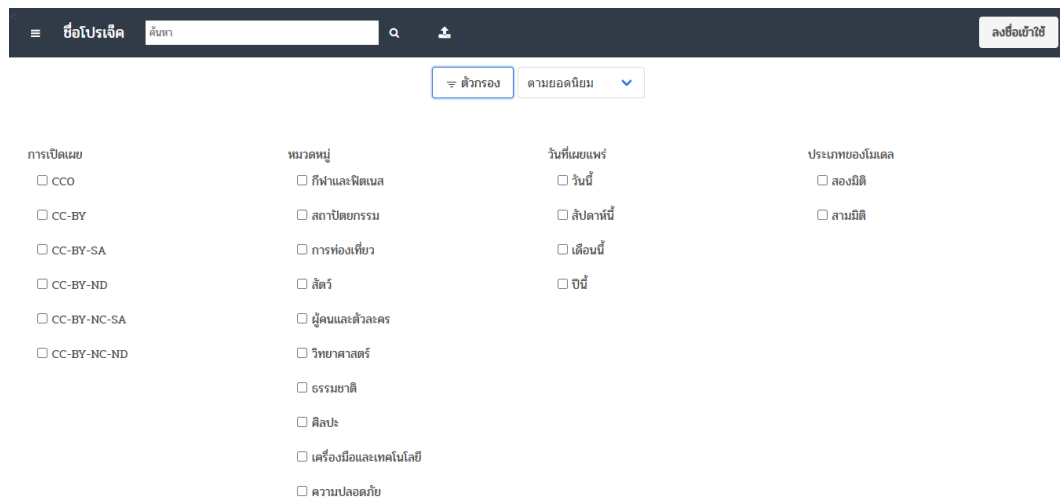 ชื่อโปรเจ็ค ค้นหา ลงชื่อเข้าใช้
ตัวกรอง ตามยอดนิยม
การเปิดเผย หมวดหมู่ วันที่เผยแพร่ ประเภทของโมเดล
CCO กีฬาและฟิตเนส วันนี้ สองมิติ
CC-BY สถาปัตยกรรม สัปดาห์นี้ สามมิติ
CC-BY-SA การท่องเที่ยว เดือนนี้
CC-BY-ND สัตว์ ปีนี้
CC-BY-NC-SA ผู้คนและตัวละคร
CC-BY-NC-ND วิทยาศาสตร์
ธรรมชาติ
ศิลปะ
เครื่องมือและเทคโนโลยี
ความปลอดภัย